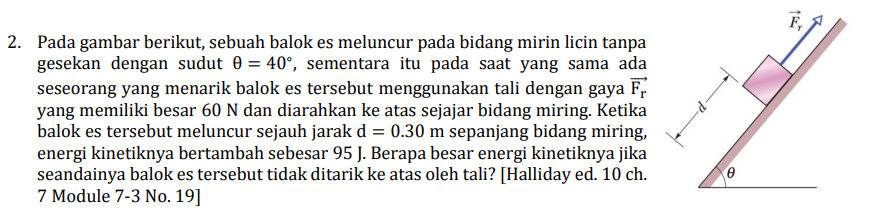 2. Pada gambar berikut, sebuah balok es meluncur pada bidang mirin licin tanpa
gesekan dengan sudut θ = 40°, sementara itu pada saat yang sama ada
seseorang yang menarik balok es tersebut menggunakan tali dengan gaya F⃗r
yang memiliki besar 60 N dan diarahkan ke atas sejajar bidang miring. Ketika
balok es tersebut meluncur sejauh jarak d = 0.30 m sepanjang bidang miring,
energi kinetiknya bertambah sebesar 95 J. Berapa besar energi kinetiknya jika
seandainya balok es tersebut tidak ditarik ke atas oleh tali? [Halliday ed. 10 ch.
7 Module 7-3 No. 19]
F⃗r
d
θ